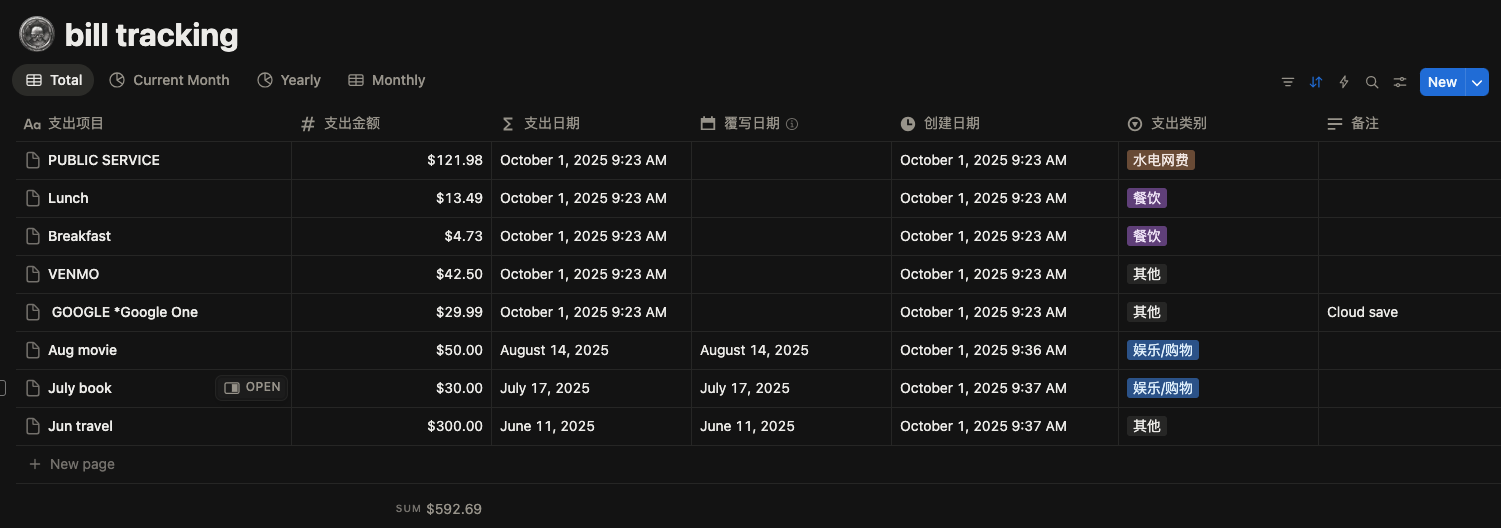 bill tracking
Total Current Month Yearly Monthly New
Aa 支出项目 # 支出金额 Σ 支出日期 覆写日期 创建日期 支出类别 备注
PUBLIC SERVICE $121.98 October 1, 2025 9:23 AM October 1, 2025 9:23 AM 水电网费
Lunch $13.49 October 1, 2025 9:23 AM October 1, 2025 9:23 AM 餐饮
Breakfast $4.73 October 1, 2025 9:23 AM October 1, 2025 9:23 AM 餐饮
VENMO $42.50 October 1, 2025 9:23 AM October 1, 2025 9:23 AM 其他
GOOGLE *Google One $29.99 October 1, 2025 9:23 AM October 1, 2025 9:23 AM 其他 Cloud save
Aug movie $50.00 August 14, 2025 August 14, 2025 October 1, 2025 9:36 AM 娱乐/购物
July book OPEN $30.00 July 17, 2025 July 17, 2025 October 1, 2025 9:37 AM 娱乐/购物
Jun travel $300.00 June 11, 2025 June 11, 2025 October 1, 2025 9:37 AM 其他
+ New page
SUM $592.69